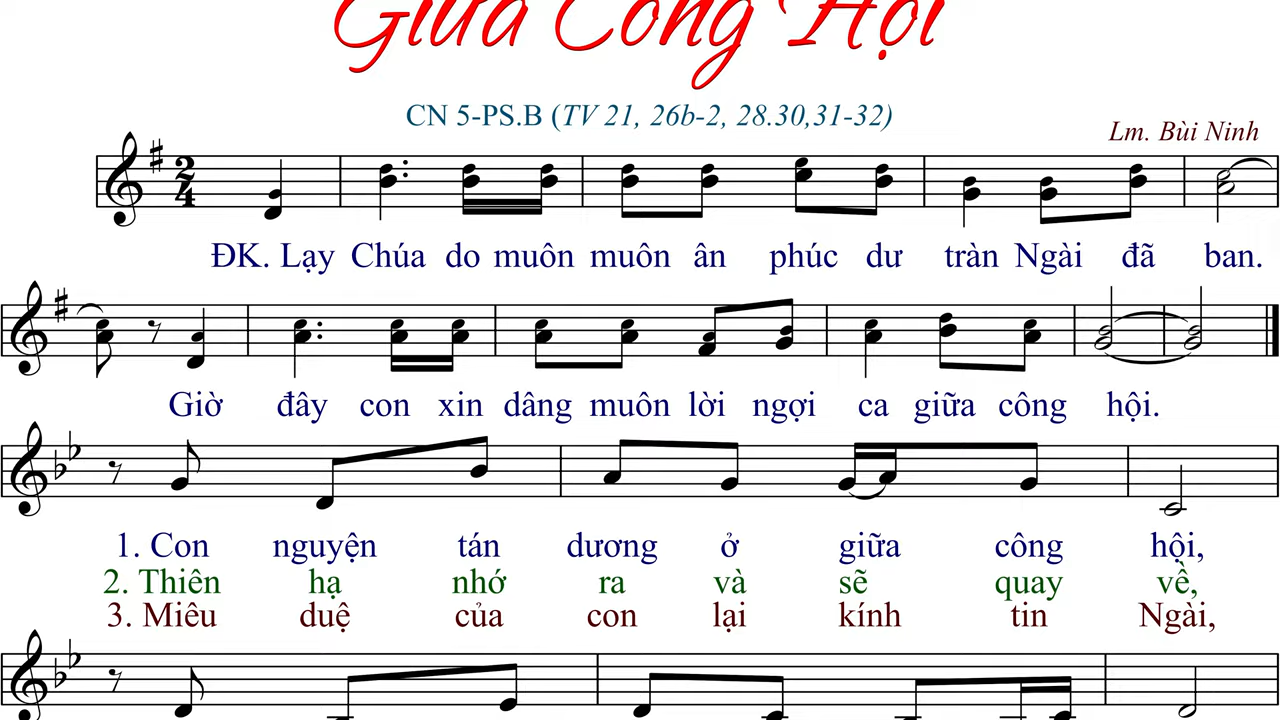 Giữa Công Hội
CN 5-PS.B (TV 21, 26b-2, 28.30,31-32)
Lm. Bùi Ninh
2
4
ĐK. Lạy Chúa do muôn muôn ân phúc dư tràn Ngài đã ban.
Giờ đây con xin dâng muôn lời ngợi ca giữa công hội.
1. Con nguyện tán dương ở giữa công hội,
2. Thiên hạ nhớ ra và sẽ quay về,
3. Miêu duệ của con lại kính tin Ngài,